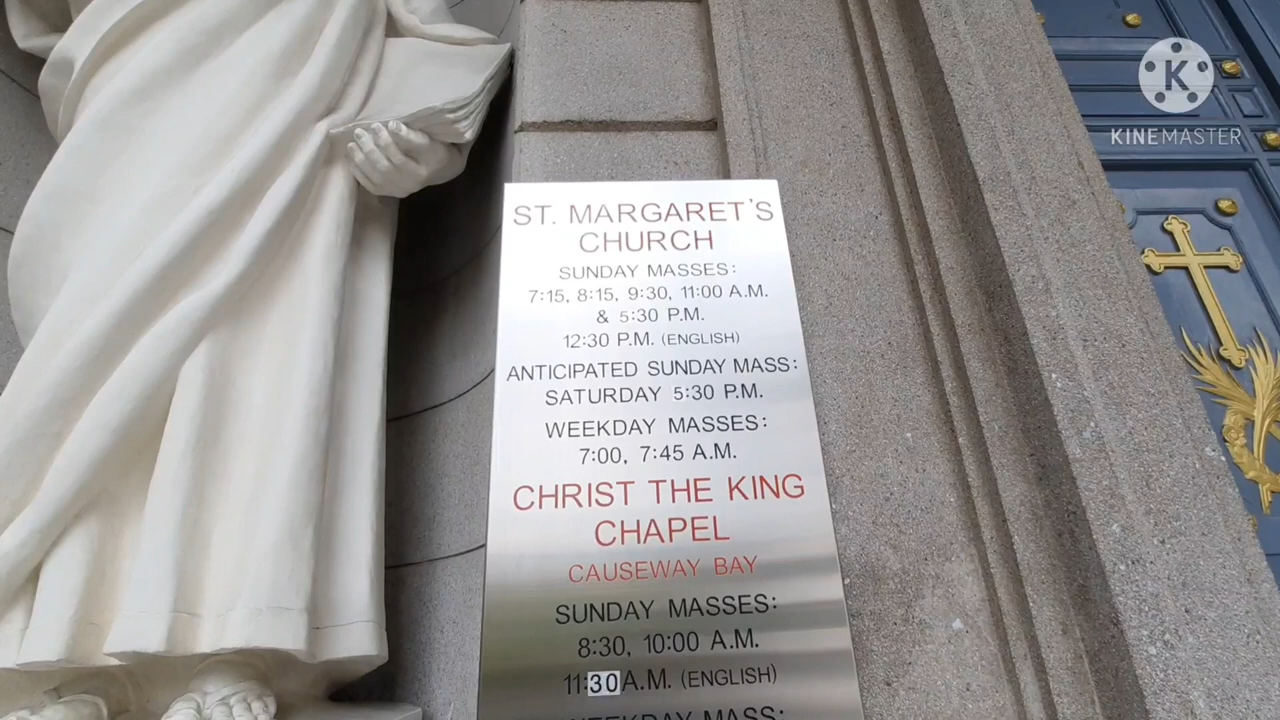 ST. MARGARET'S
CHURCH
SUNDAY MASSES:
7:15, 8:15, 9:30, 11:00 A.M.
& 5:30 P.M.
12:30 P.M. (ENGLISH)
ANTICIPATED SUNDAY MASS:
SATURDAY 5:30 P.M.
WEEKDAY MASSES:
7:00, 7:45 A.M.
CHRIST THE KING
CHAPEL
CAUSEWAY BAY
SUNDAY MASSES:
8:30, 10:00 A.M.
11:30 A.M. (ENGLISH)
WEEKDAY MASS:
K
KINEMASTER